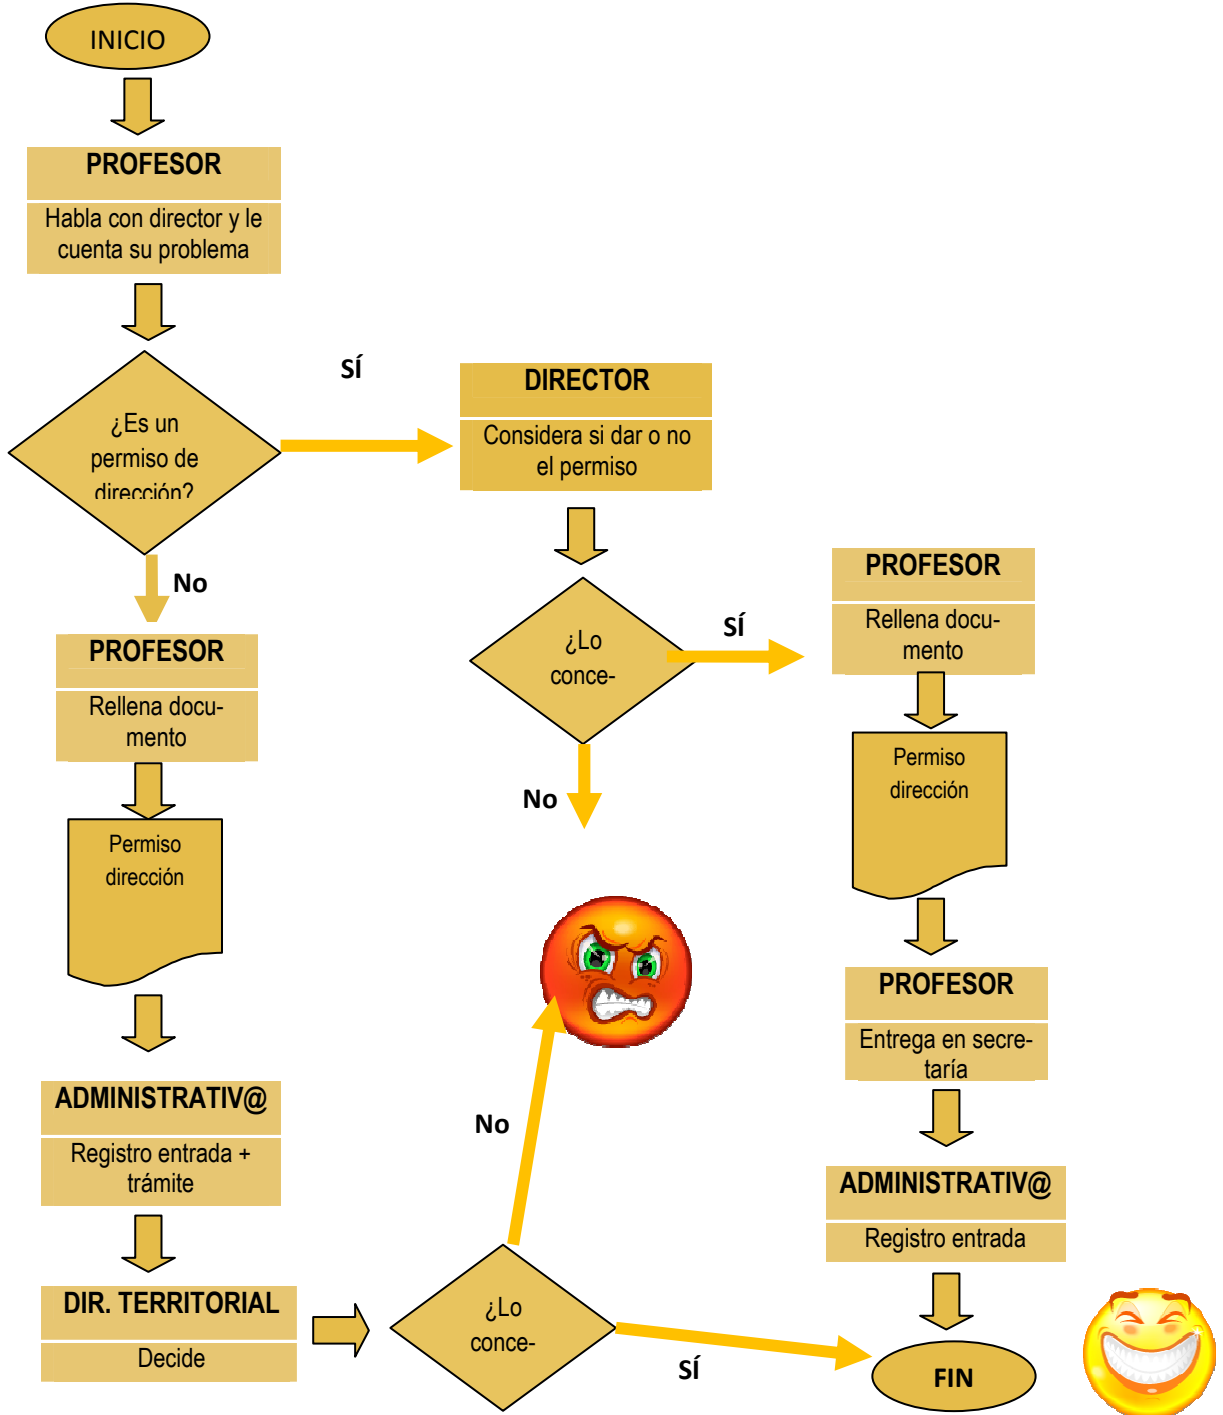 INICIO
PROFESOR
Habla con director y le
cuenta su problema
¿Es un
permiso de
dirección?
SÍ
DIRECTOR
Considera si dar o no
el permiso
No
PROFESOR
Rellena docu-
mento
Permiso
dirección
ADMINISTRATIV@
Registro entrada +
trámite
DIR. TERRITORIAL
Decide
¿Lo
conce-
SÍ
No
PROFESOR
Rellena docu-
mento
Permiso
dirección
PROFESOR
Entrega en secre-
taría
ADMINISTRATIV@
Registro entrada
No
¿Lo
conce-
SÍ
FIN